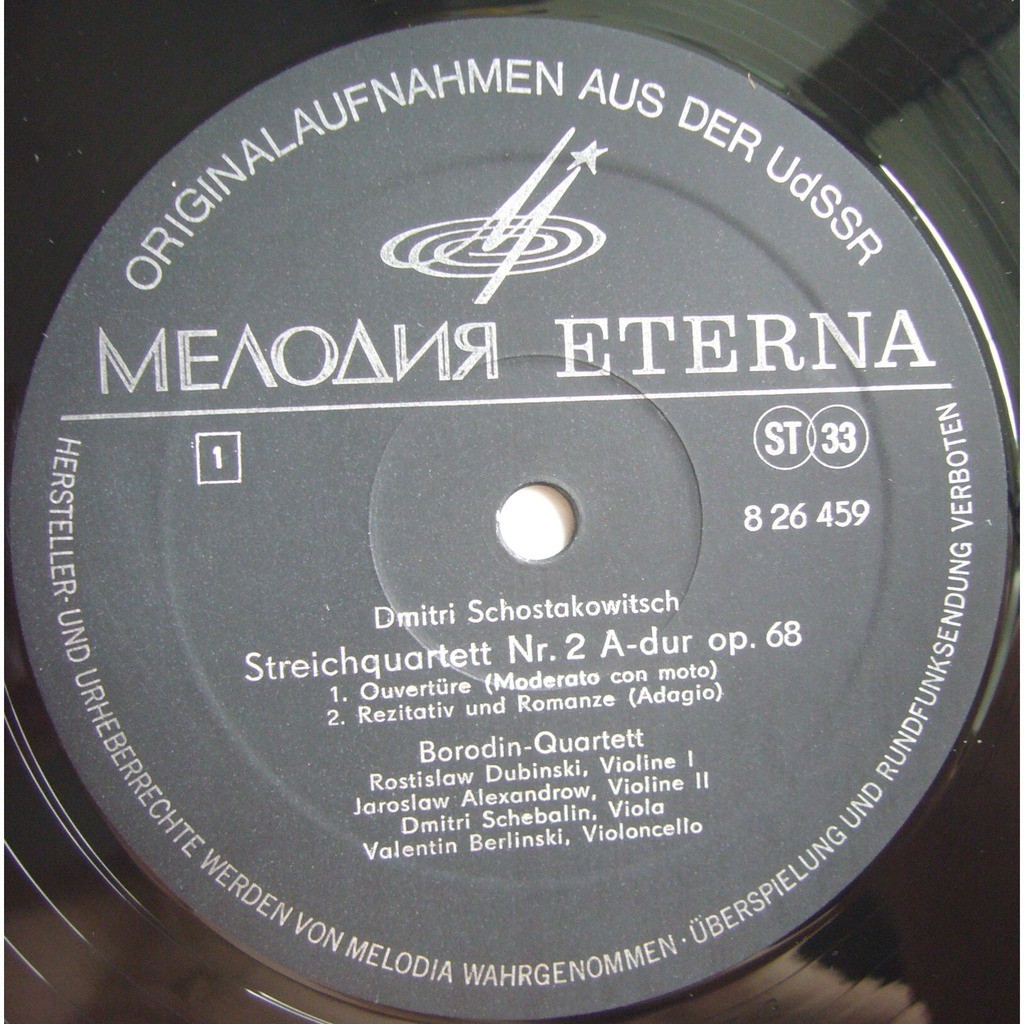 ORIGINALAUFNAHMEN AUS DER UdSSR
МЕЛОДИЯ ETERNA
1
ST 33
8 26 459
Dmitri Schostakowitsch
Streichquartett Nr. 2 A-dur op. 68
1. Ouvertüre (Moderato con moto)
2. Rezitativ und Romanze (Adagio)
Borodin-Quartett
Rostislaw Dubinski, Violine I
Jaroslaw Alexandrow, Violine II
Dmitri Schebalin, Viola
Valentin Berlinski, Violoncello
HERSTELLER- UND URHEBERRECHTE WERDEN VON MELODIA WAHRGENOMMEN · ÜBERSPIELUNG UND RUNDFUNKSENDUNG VERBOTEN